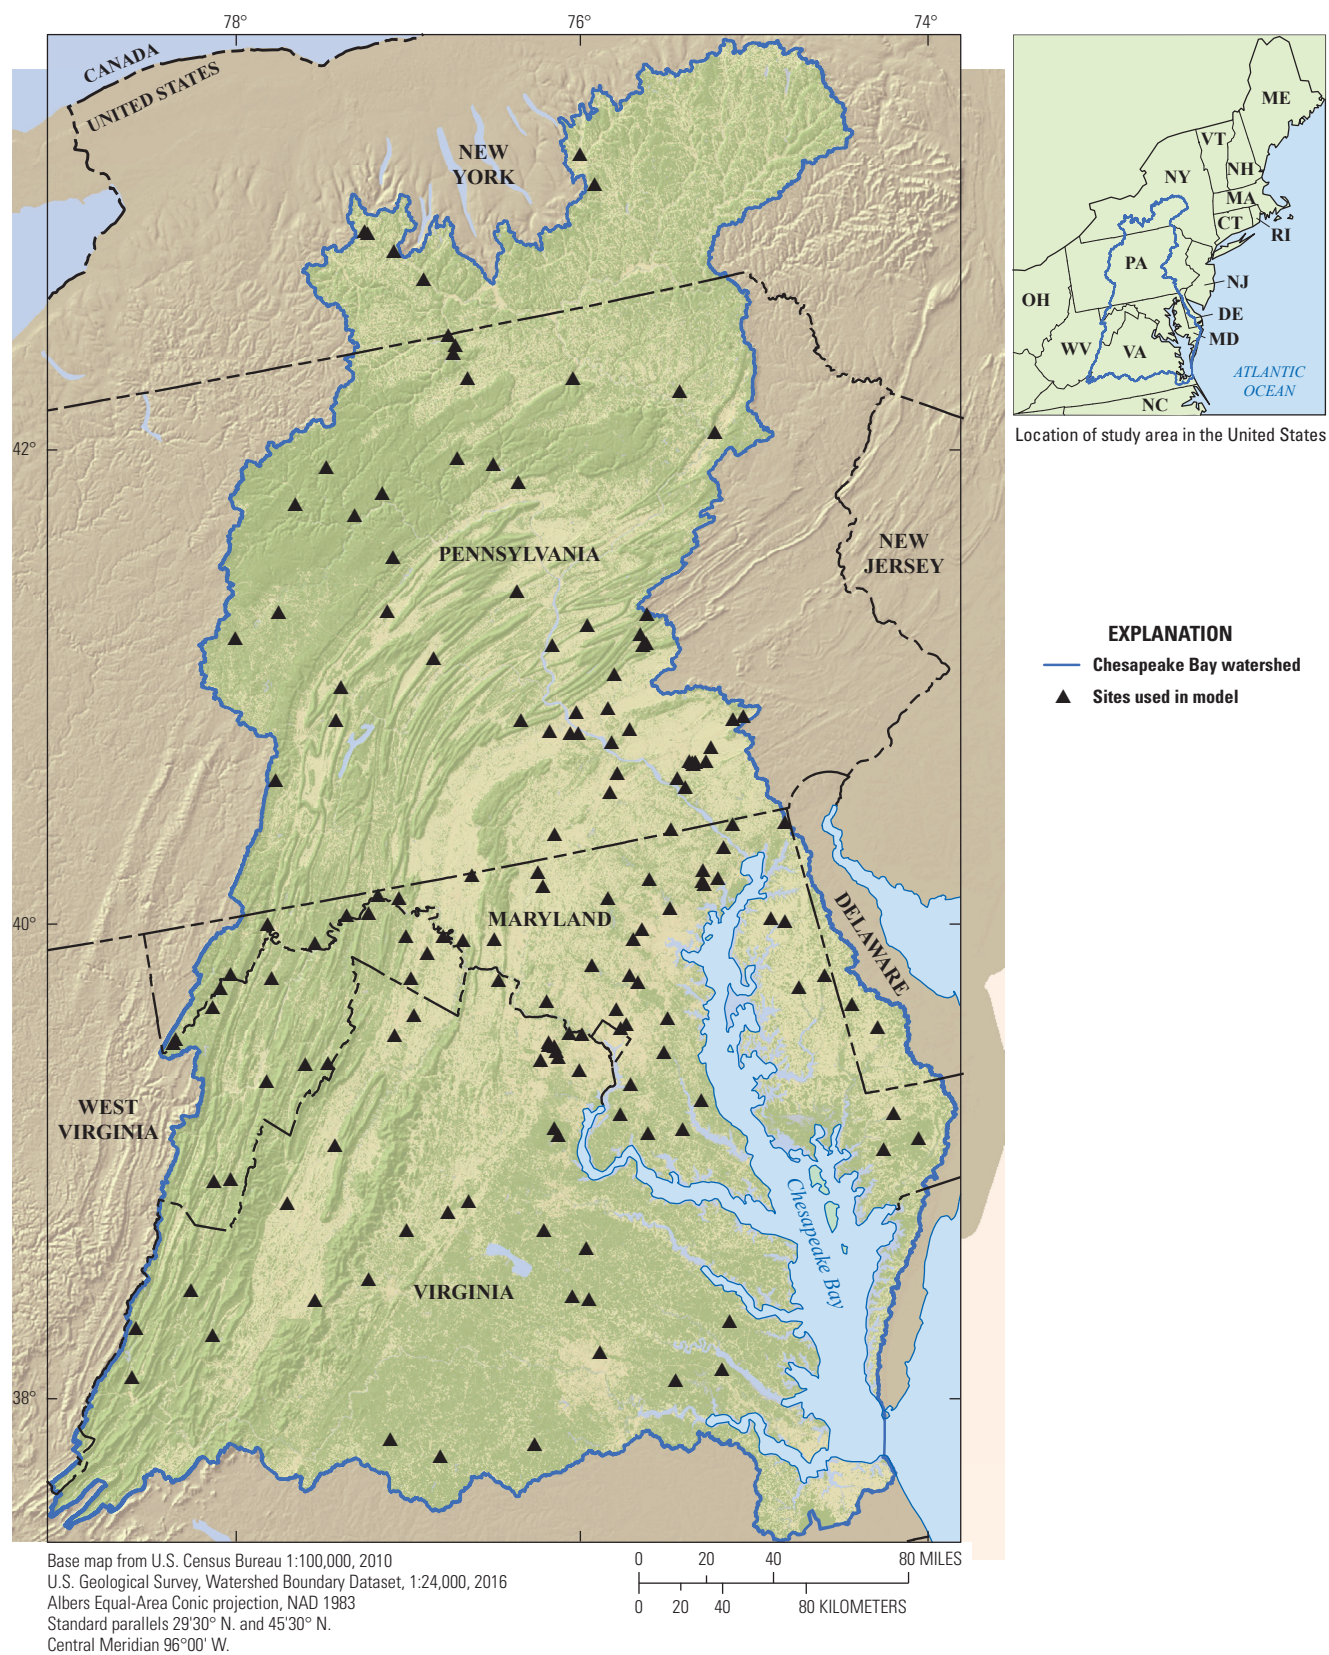 78°
76°
74°
CANADA
UNITED STATES
NEW
YORK
42°
PENNSYLVANIA
NEW
JERSEY
40°
MARYLAND
DELAWARE
WEST
VIRGINIA
Chesapeake Bay
VIRGINIA
38°
ME
VT
NH
NY
MA
CT
RI
PA
NJ
OH
DE
MD
WV
VA
ATLANTIC
OCEAN
NC
Location of study area in the United States
EXPLANATION
Chesapeake Bay watershed
Sites used in model
Base map from U.S. Census Bureau 1:100,000, 2010
U.S. Geological Survey, Watershed Boundary Dataset, 1:24,000, 2016
Albers Equal-Area Conic projection, NAD 1983
Standard parallels 29'30° N. and 45'30° N.
Central Meridian 96°00' W.
0 20 40 80 MILES
0 20 40 80 KILOMETERS